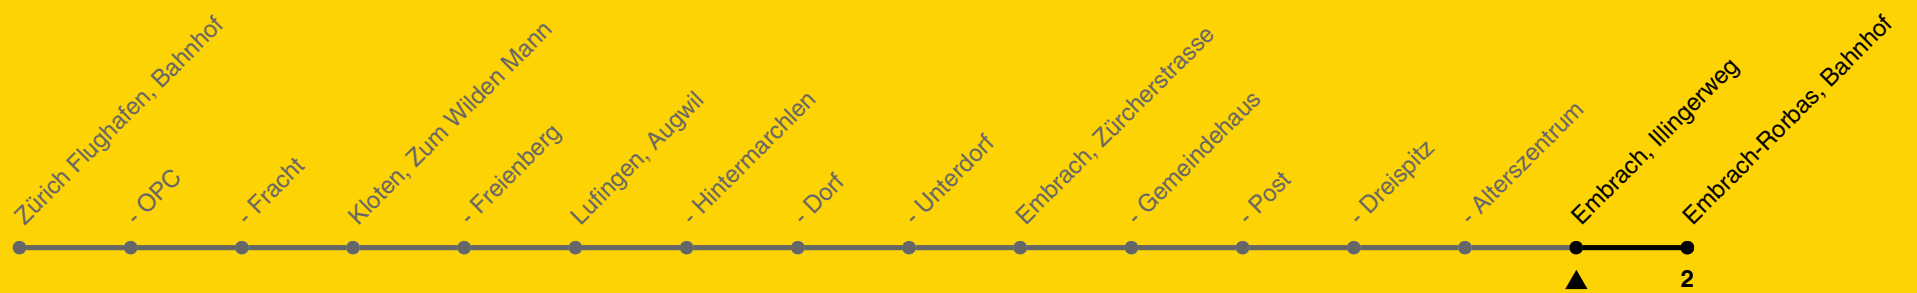 Zürich Flughafen, Bahnhof
- OPC
- Fracht
Kloten, Zum Wilden Mann
- Freienberg
Lufingen, Augwil
- Hintermarchlen
- Dorf
- Unterdorf
Embrach, Zürcherstrasse
- Gemeindehaus
- Post
- Dreispitz
- Alterszentrum
Embrach, Illingerweg
Embrach-Rorbas, Bahnhof
2